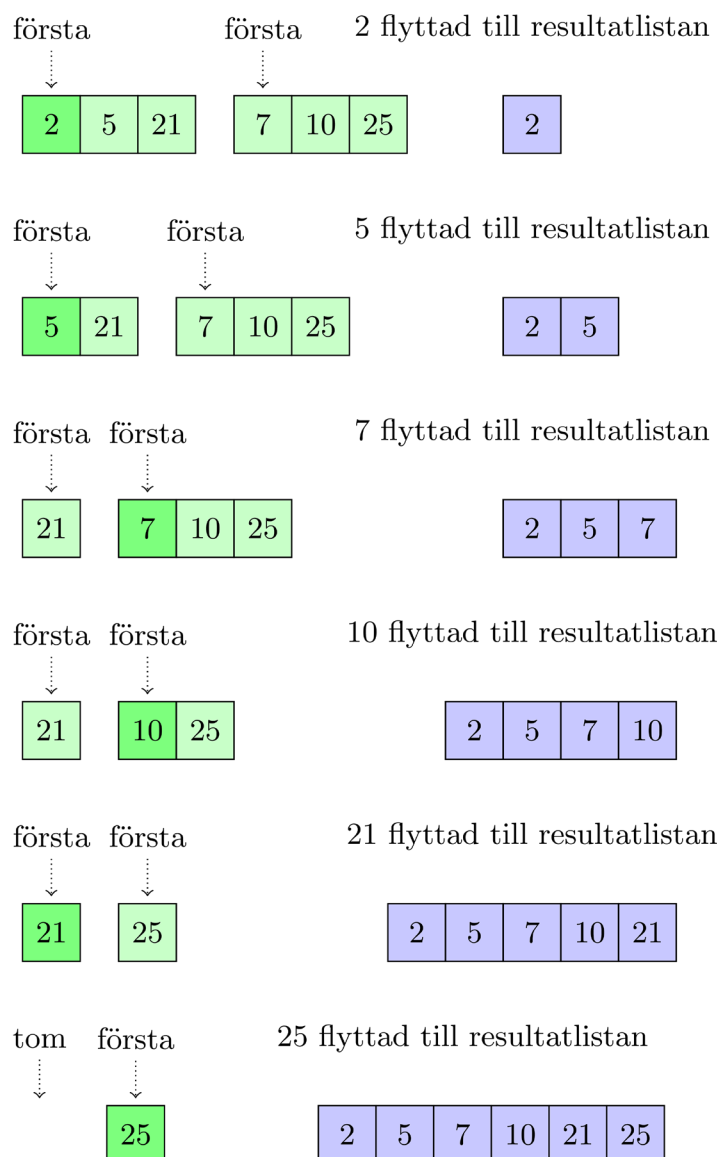 första första 2 flyttad till resultatlistan
2 5 21 7 10 25 2
första första 5 flyttad till resultatlistan
5 21 7 10 25 2 5
första första 7 flyttad till resultatlistan
21 7 10 25 2 5 7
första första 10 flyttad till resultatlistan
21 10 25 2 5 7 10
första första 21 flyttad till resultatlistan
21 25 2 5 7 10 21
tom första 25 flyttad till resultatlistan
25 2 5 7 10 21 25